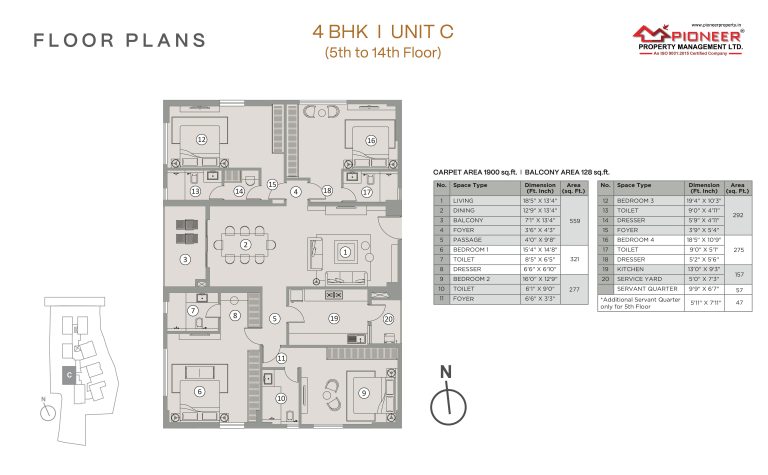 FLOOR PLANS
4 BHK I UNIT C
(5th to 14th Floor)
www.pioneerproperty.in
PIONEER®
PROPERTY MANAGEMENT LTD.
An ISO 9001:2015 Certified Company
CARPET AREA 1900 sq.ft. I BALCONY AREA 128 sq.ft.
No. Space Type Dimension (Ft. Inch) Area (sq. Ft.)
1 LIVING 18'5" X 13'4"
2 DINING 12'9" X 13'4"
3 BALCONY 7'1" X 13'4" 559
4 FOYER 3'6" X 4'3"
5 PASSAGE 4'0" X 9'8"
6 BEDROOM 1 15'4" X 14'8"
7 TOILET 8'5" X 6'5" 321
8 DRESSER 6'6" X 6'10"
9 BEDROOM 2 16'0" X 12'9"
10 TOILET 6'1" X 9'0" 277
11 FOYER 6'6" X 3'3"
No. Space Type Dimension (Ft. Inch) Area (sq. Ft.)
12 BEDROOM 3 19'4" X 10'3"
13 TOILET 9'0" X 4'11" 292
14 DRESSER 5'9" X 4'11"
15 FOYER 3'9" X 5'4"
16 BEDROOM 4 18'5" X 10'9"
17 TOILET 9'0" X 5'1" 275
18 DRESSER 5'2" X 5'6"
19 KITCHEN 13'0" X 9'3" 157
20 SERVICE YARD 5'0" X 7'3"
SERVANT QUARTER 9'9" X 6'7" 57
*Additional Servant Quarter
only for 5th Floor 5'11" X 7'11" 47
12
16
13
14
15
4
18
17
3
2
1
7
8
5
19
20
11
6
10
9
C
N
N